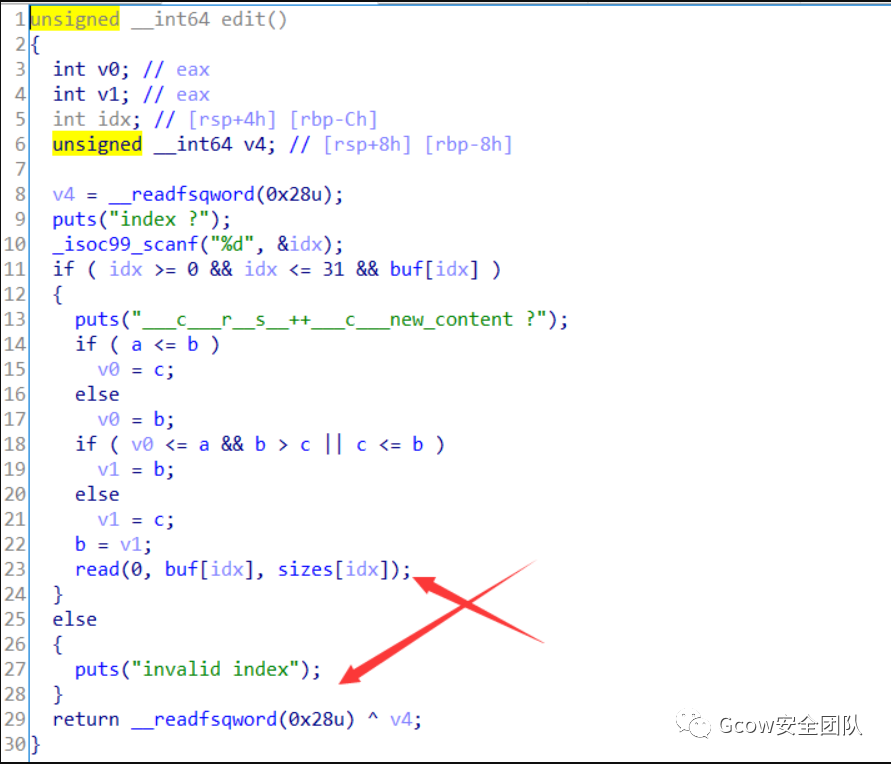 1 unsigned __int64 edit()
2 {
3 int v0; // eax
4 int v1; // eax
5 int idx; // [rsp+4h] [rbp-Ch]
6 unsigned __int64 v4; // [rsp+8h] [rbp-8h]
7
8 v4 = __readfsqword(0x28u);
9 puts("index ?");
10 _isoc99_scanf("%d", &idx);
11 if ( idx >= 0 && idx <= 31 && buf[idx] )
12 {
13 puts("___c___r__s__++___c___new_content ?");
14 if ( a <= b )
15 v0 = c;
16 else
17 v0 = b;
18 if ( v0 <= a && b > c || c <= b )
19 v1 = b;
20 else
21 v1 = c;
22 b = v1;
23 read(0, buf[idx], sizes[idx]);
24 }
25 else
26 {
27 puts("invalid index");
28 }
29 return __readfsqword(0x28u) ^ v4;
30 }
Gcow安全团队